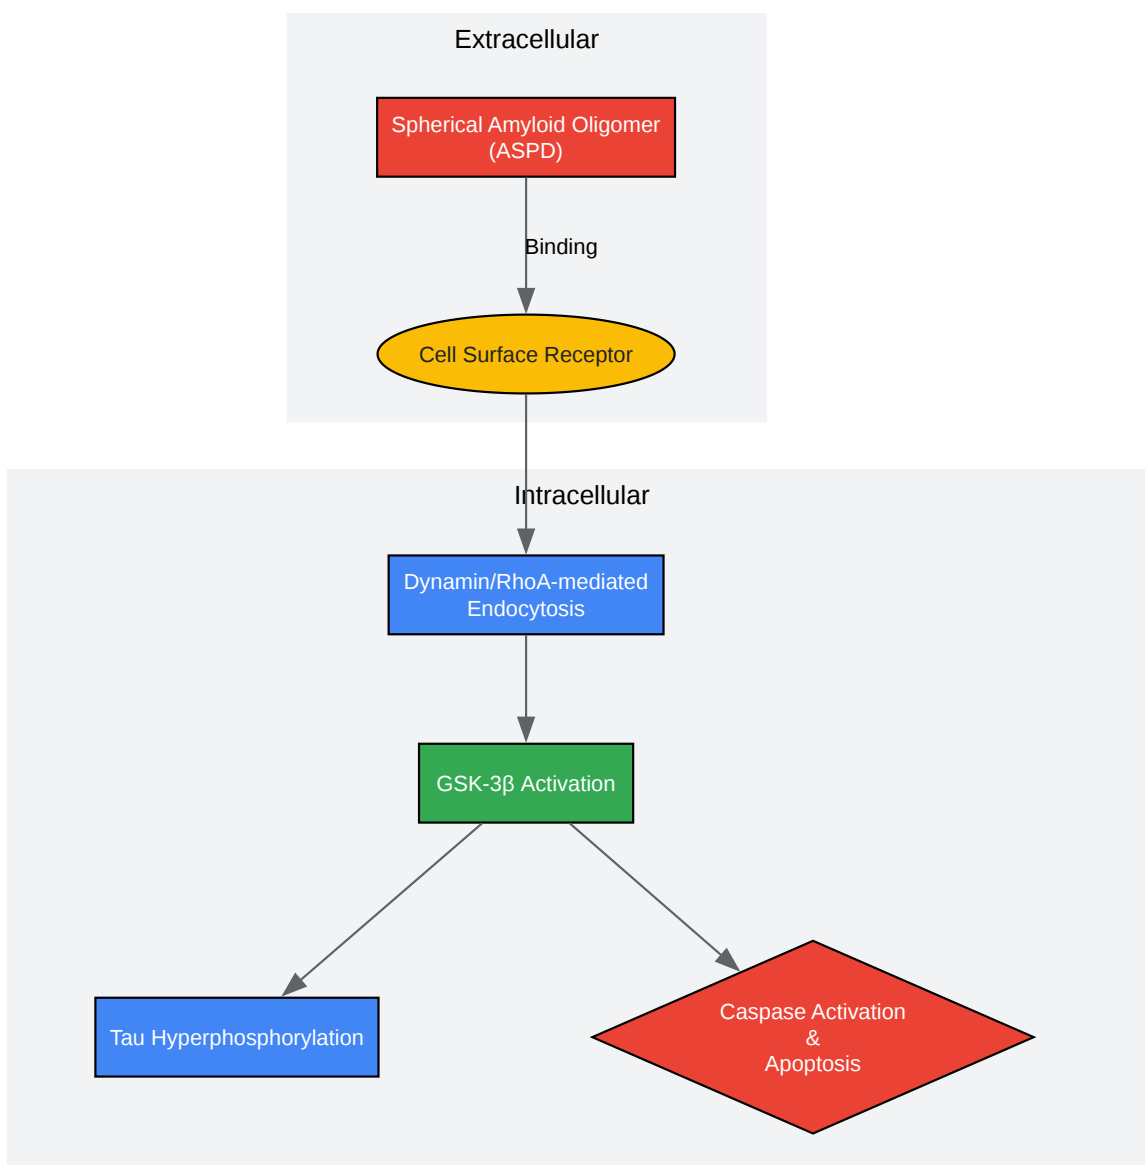 Extracellular
Spherical Amyloid Oligomer
(ASPD)
Binding
Cell Surface Receptor
Intracellular
Dynamin/RhoA-mediated
Endocytosis
GSK-3β Activation
Tau Hyperphosphorylation
Caspase Activation
&
Apoptosis